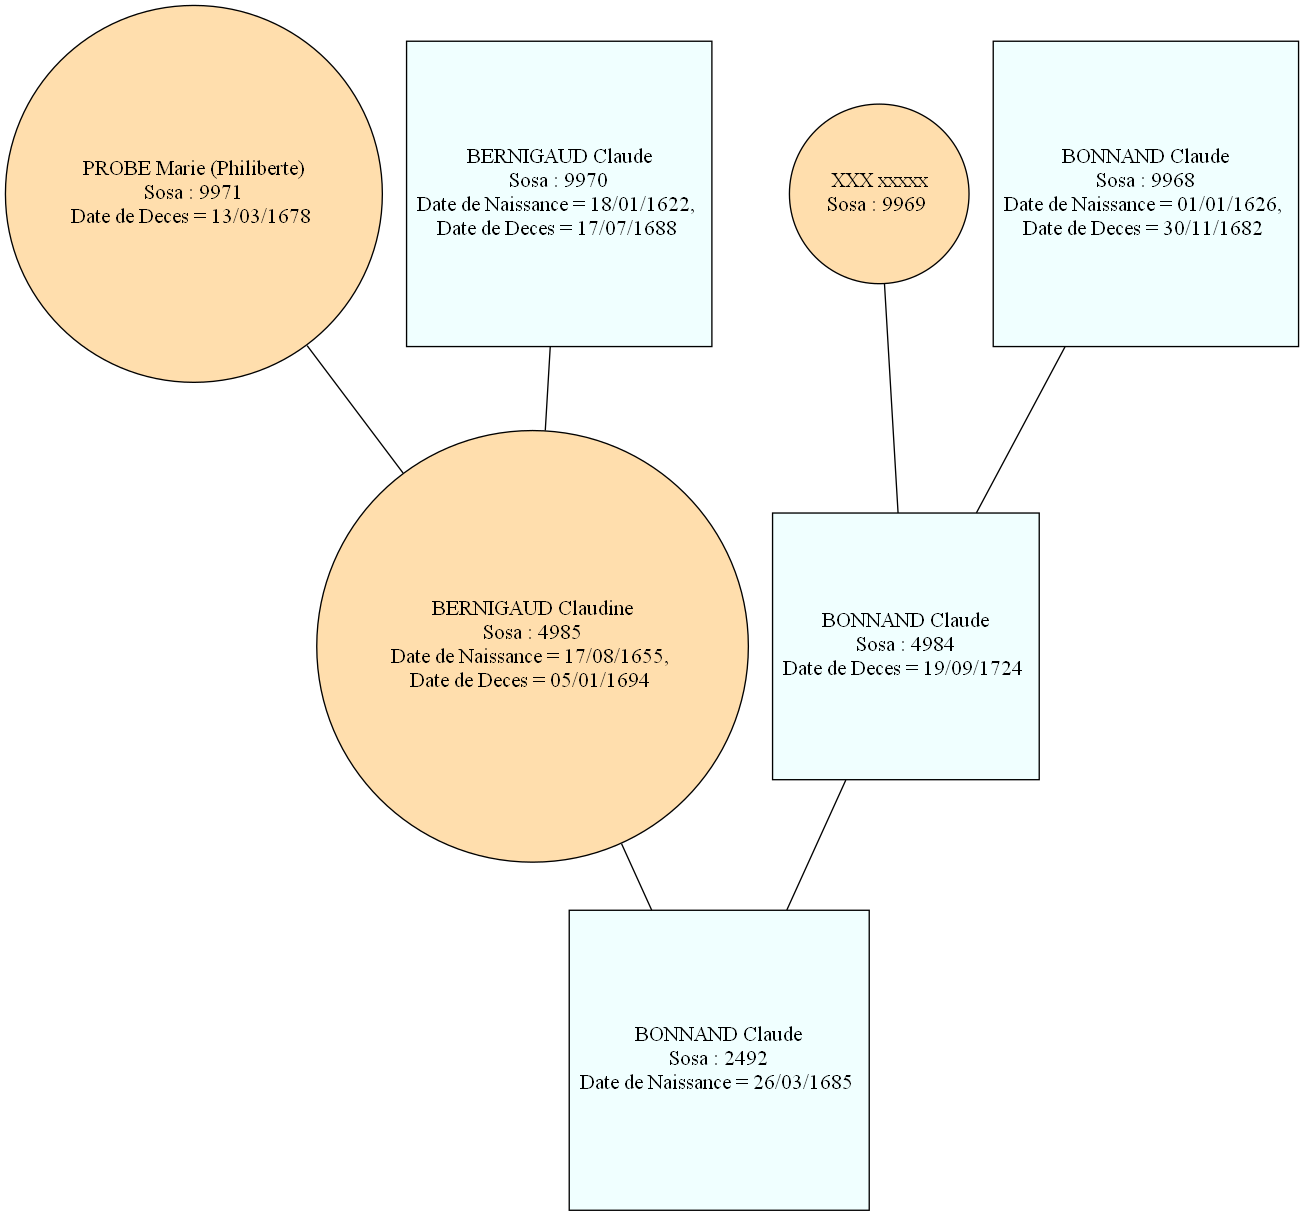 PROBE Marie (Philiberte)
Sosa : 9971
Date de Deces = 13/03/1678
BERNIGAUD Claude
Sosa : 9970
Date de Naissance = 18/01/1622,
Date de Deces = 17/07/1688
XXX xxxxx
Sosa : 9969
BONNAND Claude
Sosa : 9968
Date de Naissance = 01/01/1626,
Date de Deces = 30/11/1682
BERNIGAUD Claudine
Sosa : 4985
Date de Naissance = 17/08/1655,
Date de Deces = 05/01/1694
BONNAND Claude
Sosa : 4984
Date de Deces = 19/09/1724
BONNAND Claude
Sosa : 2492
Date de Naissance = 26/03/1685